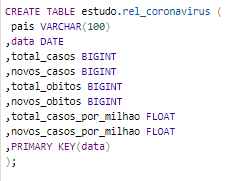 CREATE TABLE estudo.rel_coronavirus (
pais VARCHAR(100)
,data DATE
,total_casos BIGINT
,novos_casos BIGINT
,total_obitos BIGINT
,novos_obitos BIGINT
,total_casos_por_milhao FLOAT
,novos_casos_por_milhao FLOAT
,PRIMARY KEY(data)
);